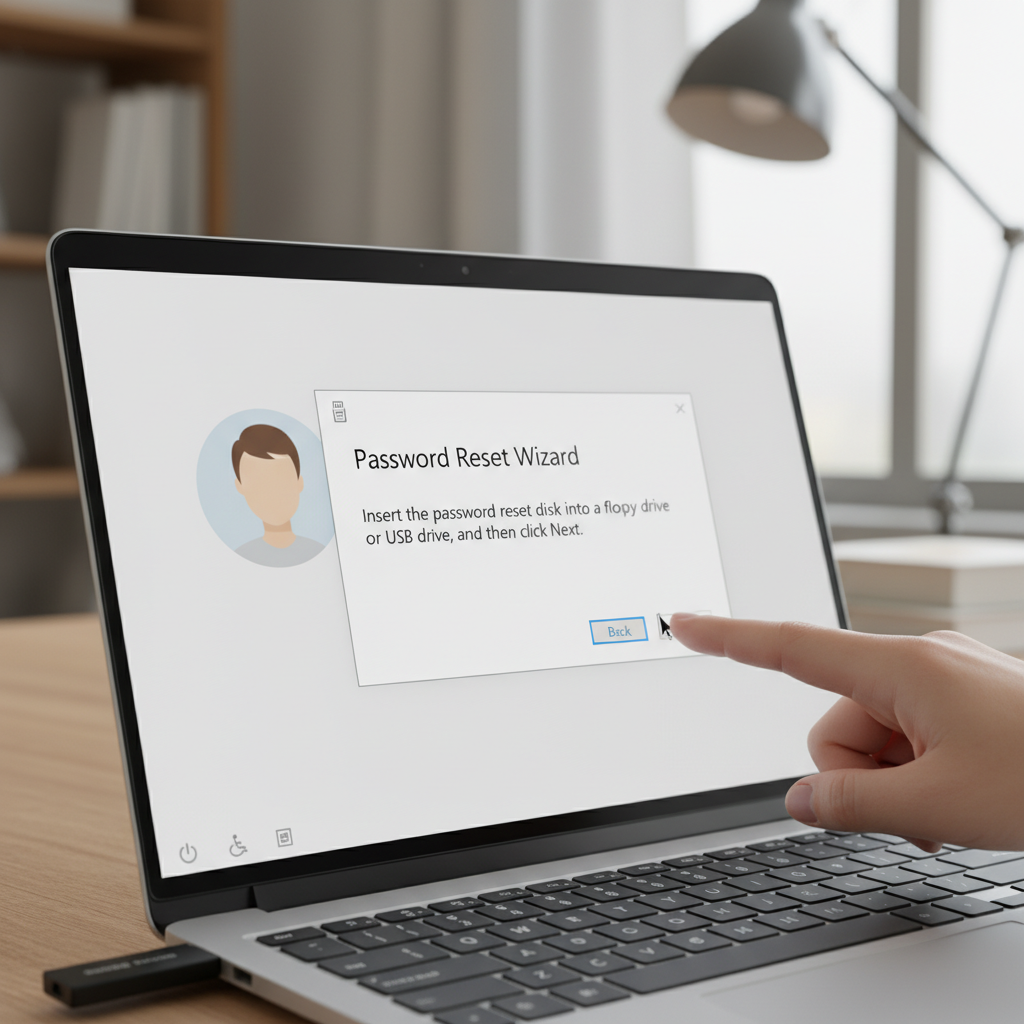 Password Reset Wizard
Insert the password reset disk into a flopy drive
or USB drive, and then click Next.
Back